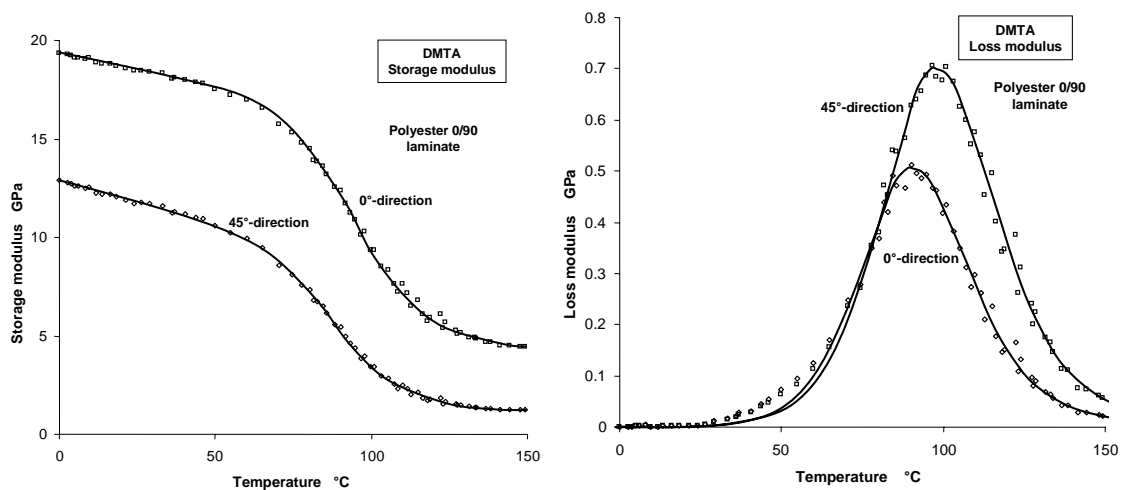 DMTA
Storage modulus
Polyester 0/90
laminate
0°-direction
45°-direction
Storage modulus GPa
20
15
10
5
0
0
50
100
150
Temperature °C
DMTA
Loss modulus
Polyester 0/90
laminate
45°-direction
0°-direction
Loss modulus GPa
0.8
0.7
0.6
0.5
0.4
0.3
0.2
0.1
0
0
50
100
150
Temperature °C